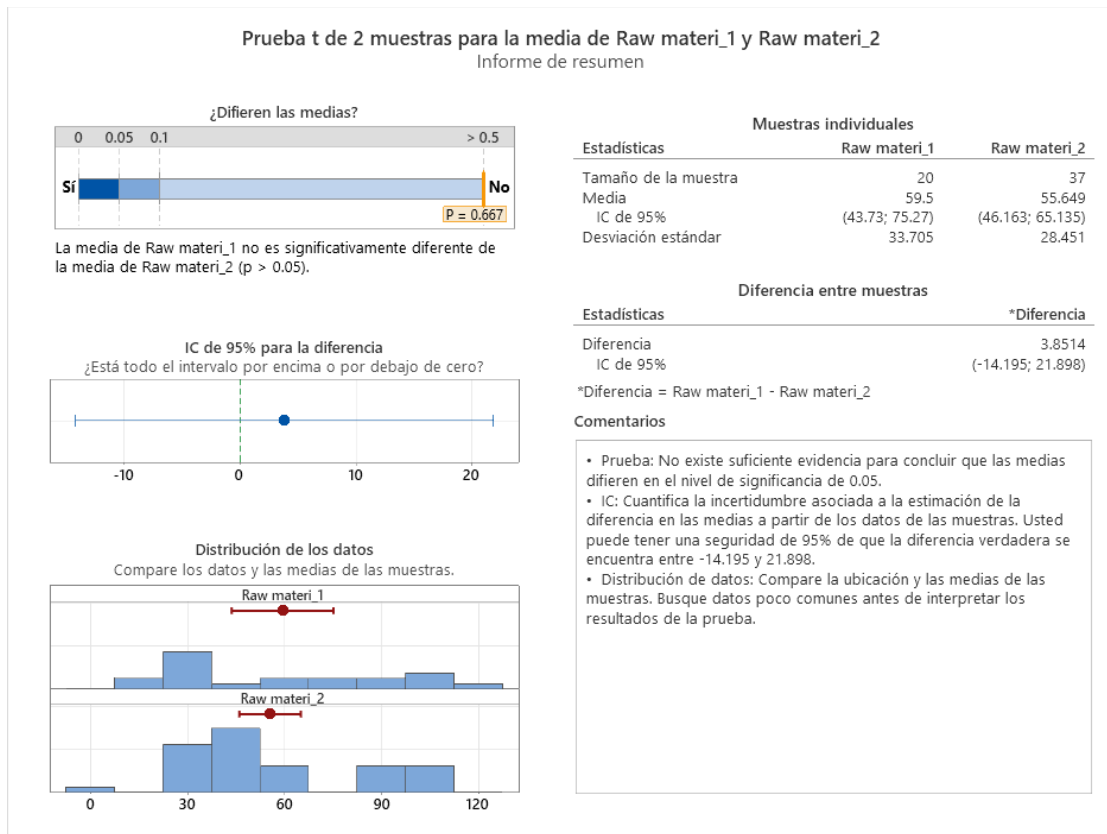 Prueba t de 2 muestras para la media de Raw materi_1 y Raw materi_2
Informe de resumen
¿Difieren las medias?
0 0.05 0.1 > 0.5
Sí No
P = 0.667
La media de Raw materi_1 no es significativamente diferente de
la media de Raw materi_2 (p > 0.05).
IC de 95% para la diferencia
¿Está todo el intervalo por encima o por debajo de cero?
-10 0 10 20
Distribución de los datos
Compare los datos y las medias de las muestras.
Raw materi_1
Raw materi_2
0 30 60 90 120
Muestras individuales
Estadísticas Raw materi_1 Raw materi_2
Tamaño de la muestra 20 37
Media 59.5 55.649
IC de 95% (43.73; 75.27) (46.163; 65.135)
Desviación estándar 33.705 28.451
Diferencia entre muestras
Estadísticas *Diferencia
Diferencia 3.8514
IC de 95% (-14.195; 21.898)
*Diferencia = Raw materi_1 - Raw materi_2
Comentarios
• Prueba: No existe suficiente evidencia para concluir que las medias
difieren en el nivel de significancia de 0.05.
• IC: Cuantifica la incertidumbre asociada a la estimación de la
diferencia en las medias a partir de los datos de las muestras. Usted
puede tener una seguridad de 95% de que la diferencia verdadera se
encuentra entre -14.195 y 21.898.
• Distribución de datos: Compare la ubicación y las medias de las
muestras. Busque datos poco comunes antes de interpretar los
resultados de la prueba.